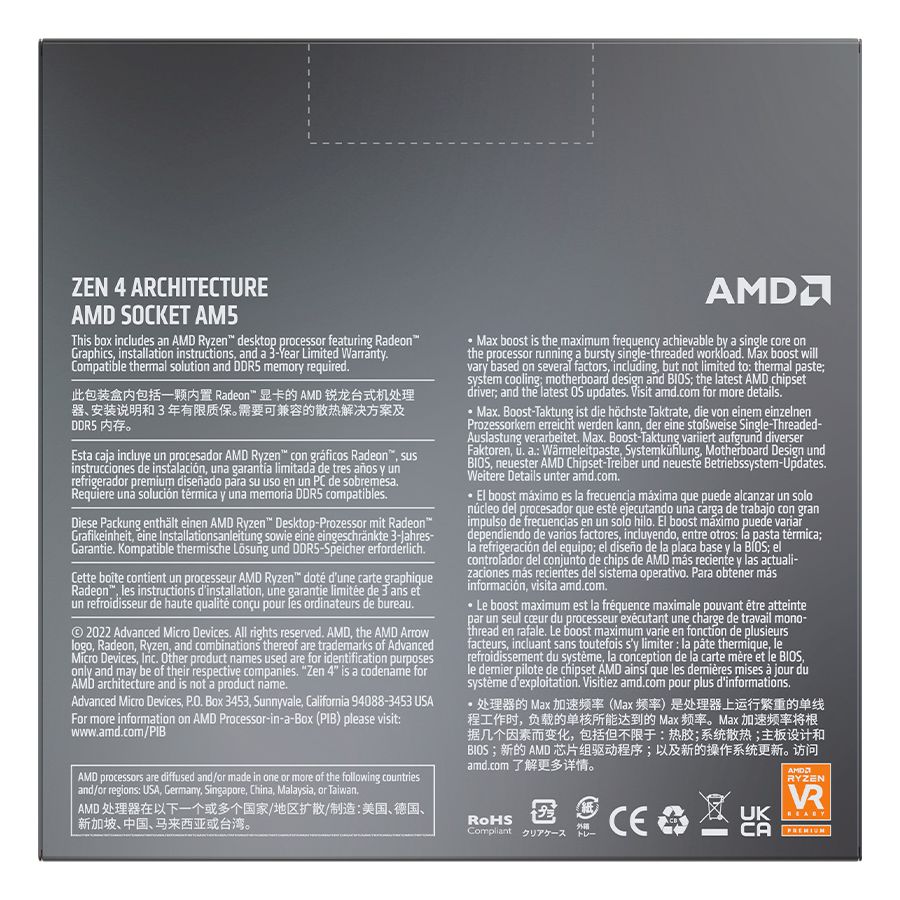 ZEN 4 ARCHITECTURE
AMD SOCKET AM5
This box includes an AMD Ryzen™ desktop processor featuring Radeon™
Graphics, installation instructions, and a 3-Year Limited Warranty.
Compatible thermal solution and DDR5 memory required.
此包装盒内包括一颗内置 Radeon™ 显卡的 AMD 锐龙台式机处理
器、安装说明和 3 年有限质保。需要可兼容的散热解决方案及
DDR5 内存。
Esta caja incluye un procesador AMD Ryzen™ con gráficos Radeon™, sus
instrucciones de instalación, una garantía limitada de tres años y un
refrigerador premium diseñado para su uso en un PC de sobremesa.
Requiere una solución térmica y una memoria DDR5 compatibles.
Diese Packung enthält einen AMD Ryzen™ Desktop-Prozessor mit Radeon™
Grafikeinheit, eine Installationsanleitung sowie eine eingeschränkte 3-Jahres-
Garantie. Kompatible thermische Lösung und DDR5-Speicher erforderlich.
Cette boîte contient un processeur AMD Ryzen™ doté d'une carte graphique
Radeon™, les instructions d'installation, une garantie limitée de 3 ans et
un refroidisseur de haute qualité conçu pour les ordinateurs de bureau.
© 2022 Advanced Micro Devices. All rights reserved. AMD, the AMD Arrow
logo, Radeon, Ryzen, and combinations thereof are trademarks of Advanced
Micro Devices, Inc. Other product names used are for identification purposes
only and may be of their respective companies. "Zen 4" is a codename for
AMD architecture and is not a product name.
Advanced Micro Devices, P.O. Box 3453, Sunnyvale, California 94088-3453 USA
For more information on AMD Processor-in-a-Box (PIB) please visit:
www.amd.com/PIB
AMD processors are diffused and/or made in one or more of the following countries
and/or regions: USA, Germany, Singapore, China, Malaysia, or Taiwan.
AMD 处理器在以下一个或多个国家/地区扩散/制造：美国、德国、
新加坡、中国、马来西亚或台湾。
AMD
• Max boost is the maximum frequency achievable by a single core on
the processor running a bursty single-threaded workload. Max boost will
vary based on several factors, including, but not limited to: thermal paste;
system cooling; motherboard design and BIOS; the latest AMD chipset
driver; and the latest OS updates. Visit amd.com for more details.
• Max. Boost-Taktung ist die höchste Taktrate, die von einem einzelnen
Prozessorkern erreicht werden kann, der eine stoßweise Single-Threaded-
Auslastung verarbeitet. Max. Boost-Taktung variiert aufgrund diverser
Faktoren, u. a.: Wärmeleitpaste, Systemkühlung, Motherboard Design und
BIOS, neuester AMD Chipset-Treiber und neueste Betriebssystem-Updates.
Weitere Details unter amd.com.
• El boost máximo es la frecuencia máxima que puede alcanzar un solo
núcleo del procesador que esté ejecutando una carga de trabajo con gran
impulso de frecuencias en un solo hilo. El boost máximo puede variar
dependiendo de varios factores, incluyendo, entre otros: la pasta térmica;
la refrigeración del equipo; el diseño de la placa base y la BIOS; el
controlador del conjunto de chips de AMD más reciente y las actuali-
zaciones más recientes del sistema operativo. Para obtener más
información, visita amd.com.
• Le boost maximum est la fréquence maximale pouvant être atteinte
par un seul cœur du processeur exécutant une charge de travail mono-
thread en rafale. Le boost maximum varie en fonction de plusieurs
facteurs, incluant sans toutefois s'y limiter : la pâte thermique, le
refroidissement du système, la conception de la carte mère et le BIOS,
le dernier pilote de chipset AMD ainsi que les dernières mises à jour du
système d'exploitation. Visitiez amd.com pour plus d'informations.
• 处理器的 Max 加速频率（Max 频率）是处理器上运行繁重的单线
程工作时，负载的单核所能达到的 Max 频率。Max 加速频率将根
据几个因素而变化，包括但不限于：热胶；系统散热；主板设计和
BIOS；新的 AMD 芯片组驱动程序；以及新的操作系统更新。访问
amd.com 了解更多详情。
RoHS
Compliant
プラ
クリアケース
紙
外箱
トレー
CE
ACB
UK
CA
AMD
RYZEN
VR
READY
PREMIUM